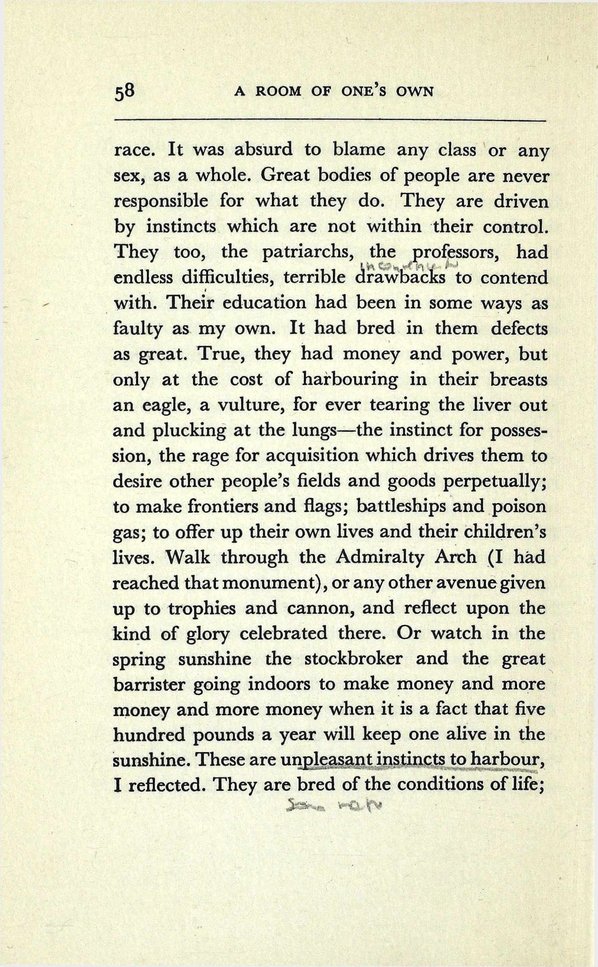 58 A ROOM OF ONE'S OWN
race. It was absurd to blame any class or any
sex, as a whole. Great bodies of people are never
responsible for what they do. They are driven
by instincts which are not within their control.
They too, the patriarchs, the professors, had
endless difficulties, terrible drawbacks to contend
with. Their education had been in some ways as
faulty as my own. It had bred in them defects
as great. True, they had money and power, but
only at the cost of harbouring in their breasts
an eagle, a vulture, for ever tearing the liver out
and plucking at the lungs—the instinct for posses-
sion, the rage for acquisition which drives them to
desire other people's fields and goods perpetually;
to make frontiers and flags; battleships and poison
gas; to offer up their own lives and their children's
lives. Walk through the Admiralty Arch (I had
reached that monument), or any other avenue given
up to trophies and cannon, and reflect upon the
kind of glory celebrated there. Or watch in the
spring sunshine the stockbroker and the great
barrister going indoors to make money and more
money and more money when it is a fact that five
hundred pounds a year will keep one alive in the
sunshine. These are unpleasant instincts to harbour,
I reflected. They are bred of the conditions of life;